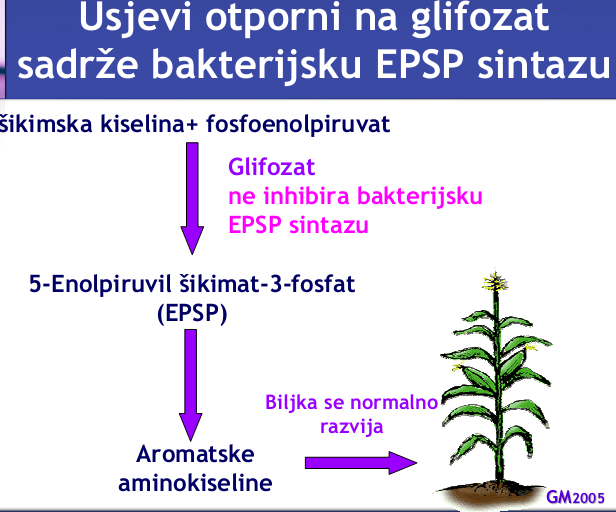 Usjevi otporni na glifozat
sadrže bakterijsku EPSP sintazu
šikimska kiselina+ fosfoenolpiruvat
Glifozat
ne inhibira bakterijsku
EPSP sintazu
5-Enolpiruvil šikimat-3-fosfat
(EPSP)
Biljka se normalno
razvija
Aromatske
aminokiseline
GM2005